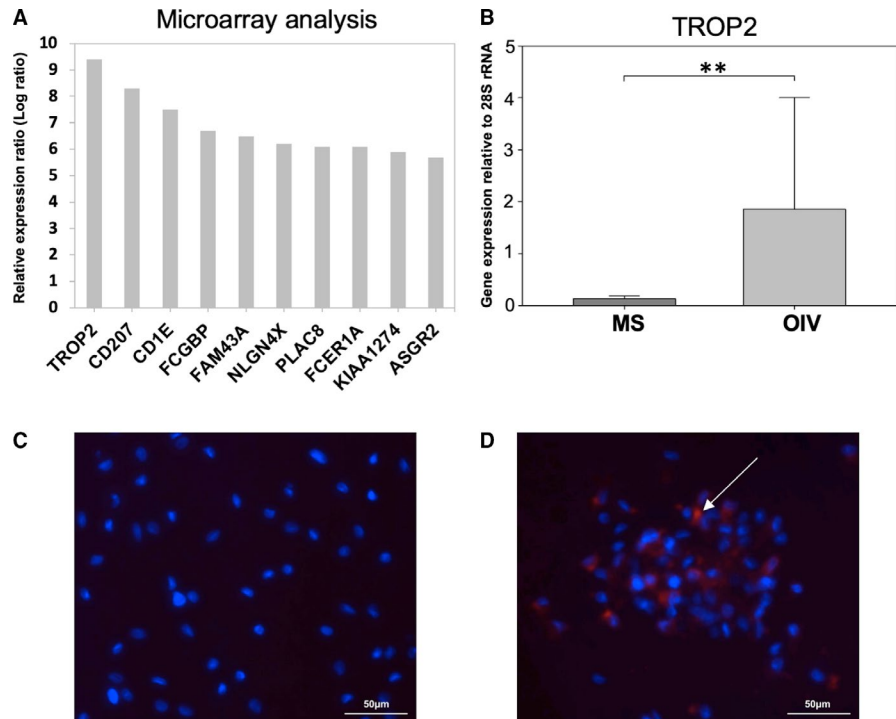 A
Microarray analysis
Relative expression ratio (Log ratio)
10
9
8
7
6
5
4
3
2
1
0
TROP2
CD207
CD1E
FCGBP
FAM43A
NLGN4X
PLAC8
FCER1A
KIAA1274
ASGR2
B
TROP2
Gene expression relative to 28S rRNA
5
4
3
2
1
0
**
MS
OIV
C
50µm
D
50µm